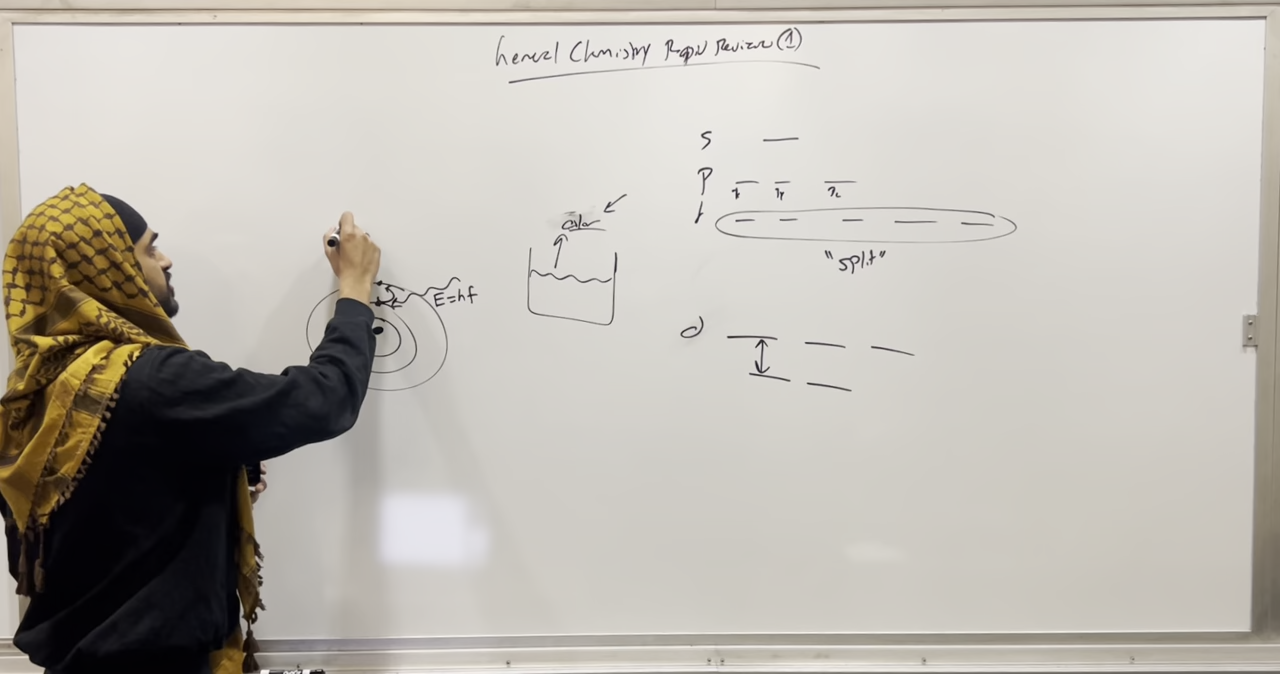 General Chemistry Rapid Review (1)
S
P
color
"split"
E=hf
d